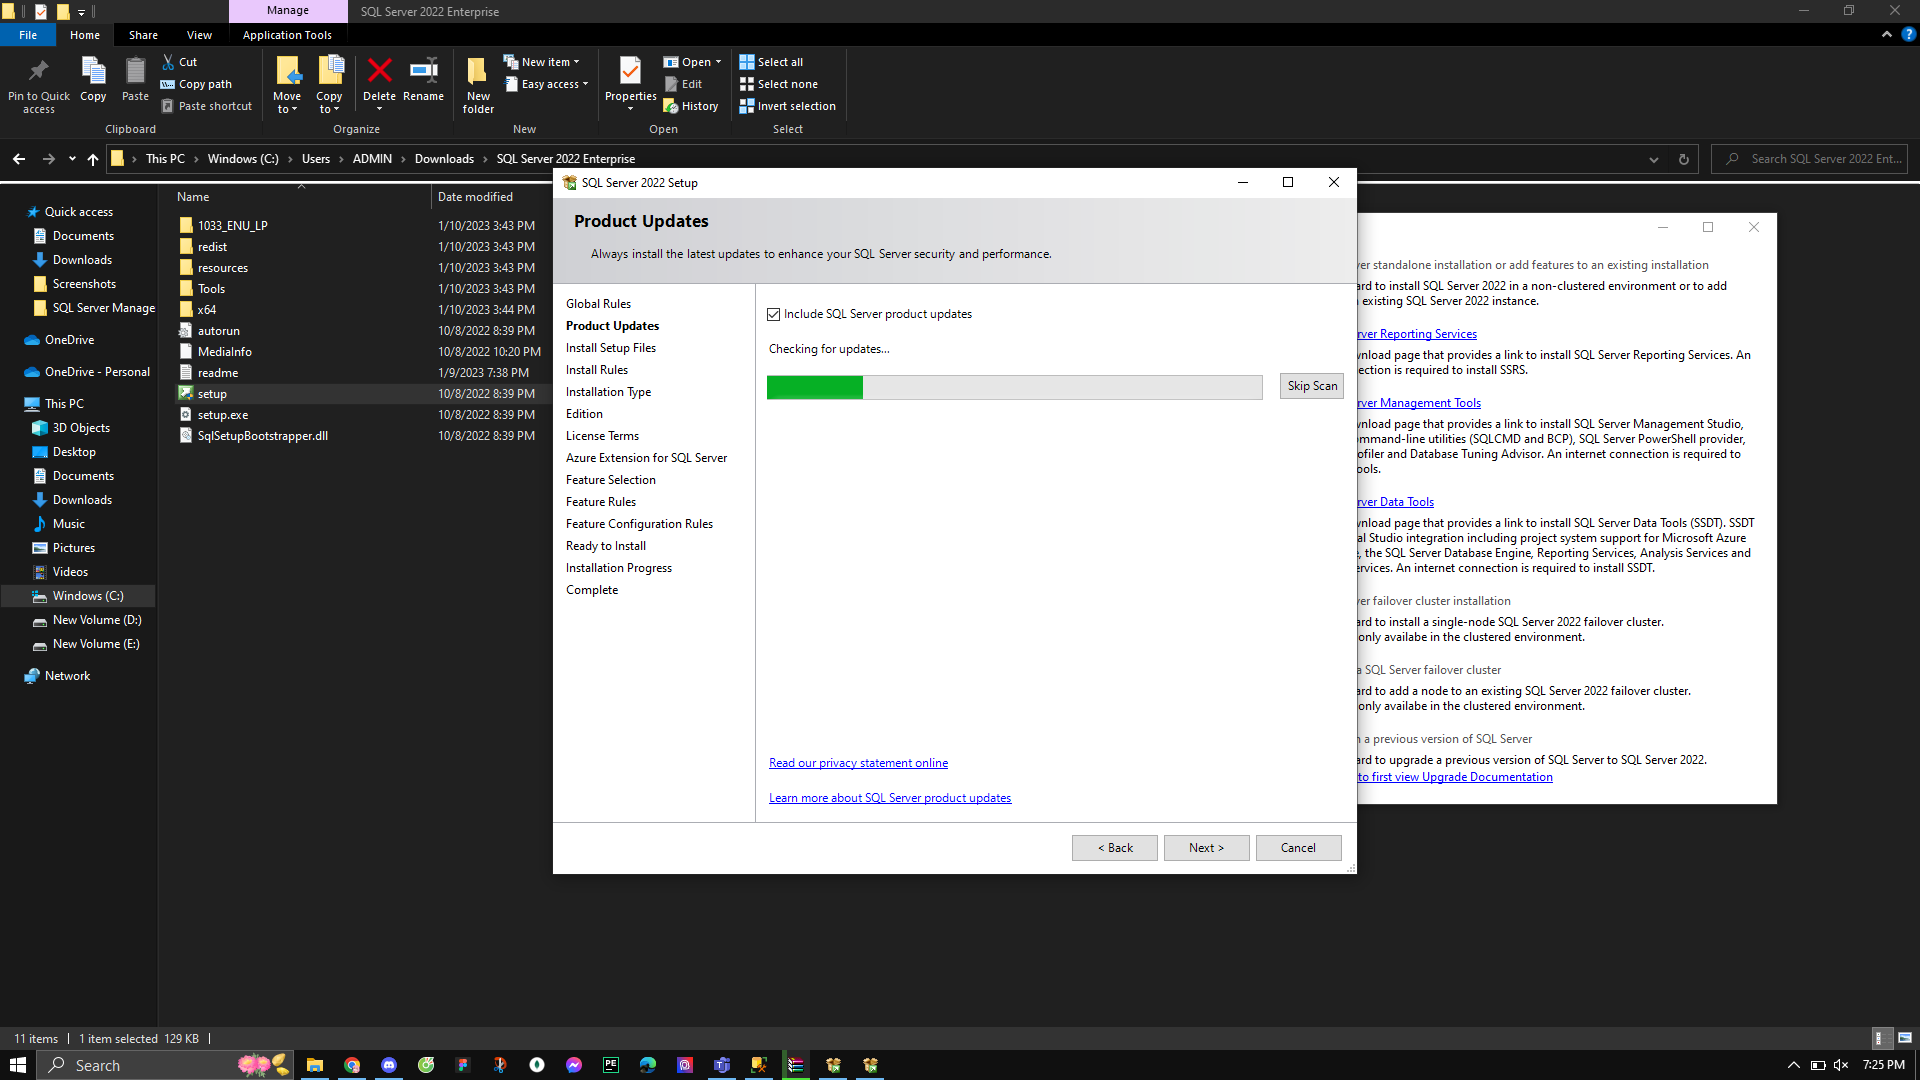 Manage
SQL Server 2022 Enterprise
File
Home
Share
View
Application Tools
Pin to Quick
access
Copy
Paste
Cut
Copy path
Paste shortcut
Clipboard
Move
to
Copy
to
Delete
Rename
Organize
New
folder
New item
Easy access
New
Properties
Open
Edit
History
Open
Select all
Select none
Invert selection
Select
This PC > Windows (C:) > Users > ADMIN > Downloads > SQL Server 2022 Enterprise
Search SQL Server 2022 Ent...
Quick access
Documents
Downloads
Screenshots
SQL Server Manage
OneDrive
OneDrive - Personal
This PC
3D Objects
Desktop
Documents
Downloads
Music
Pictures
Videos
Windows (C:)
New Volume (D:)
New Volume (E:)
Network
Name
Date modified
1033_ENU_LP 1/10/2023 3:43 PM
redist 1/10/2023 3:43 PM
resources 1/10/2023 3:43 PM
Tools 1/10/2023 3:43 PM
x64 1/10/2023 3:44 PM
autorun 10/8/2022 8:39 PM
MediaInfo 10/8/2022 10:20 PM
readme 1/9/2023 7:38 PM
setup 10/8/2022 8:39 PM
setup.exe 10/8/2022 8:39 PM
SqlSetupBootstrapper.dll 10/8/2022 8:39 PM
SQL Server 2022 Setup
Product Updates
Always install the latest updates to enhance your SQL Server security and performance.
Global Rules
Product Updates
Install Setup Files
Install Rules
Installation Type
Edition
License Terms
Azure Extension for SQL Server
Feature Selection
Feature Rules
Feature Configuration Rules
Ready to Install
Installation Progress
Complete
Include SQL Server product updates
Checking for updates...
Skip Scan
Read our privacy statement online
Learn more about SQL Server product updates
< Back
Next >
Cancel
ver standalone installation or add features to an existing installation
ard to install SQL Server 2022 in a non-clustered environment or to add
existing SQL Server 2022 instance.
ver Reporting Services
wnload page that provides a link to install SQL Server Reporting Services. An
ection is required to install SSRS.
ver Management Tools
wnload page that provides a link to install SQL Server Management Studio,
mmand-line utilities (SQLCMD and BCP), SQL Server PowerShell provider,
ofiler and Database Tuning Advisor. An internet connection is required to
ools.
ver Data Tools
wnload page that provides a link to install SQL Server Data Tools (SSDT). SSDT
al Studio integration including project system support for Microsoft Azure
, the SQL Server Database Engine, Reporting Services, Analysis Services and
ervices. An internet connection is required to install SSDT.
ver failover cluster installation
ard to install a single-node SQL Server 2022 failover cluster.
only availabe in the clustered environment.
a SQL Server failover cluster
ard to add a node to an existing SQL Server 2022 failover cluster.
only availabe in the clustered environment.
a previous version of SQL Server
ard to upgrade a previous version of SQL Server to SQL Server 2022.
to first view Upgrade Documentation
11 items
1 item selected 129 KB
Search
PE
7:25 PM